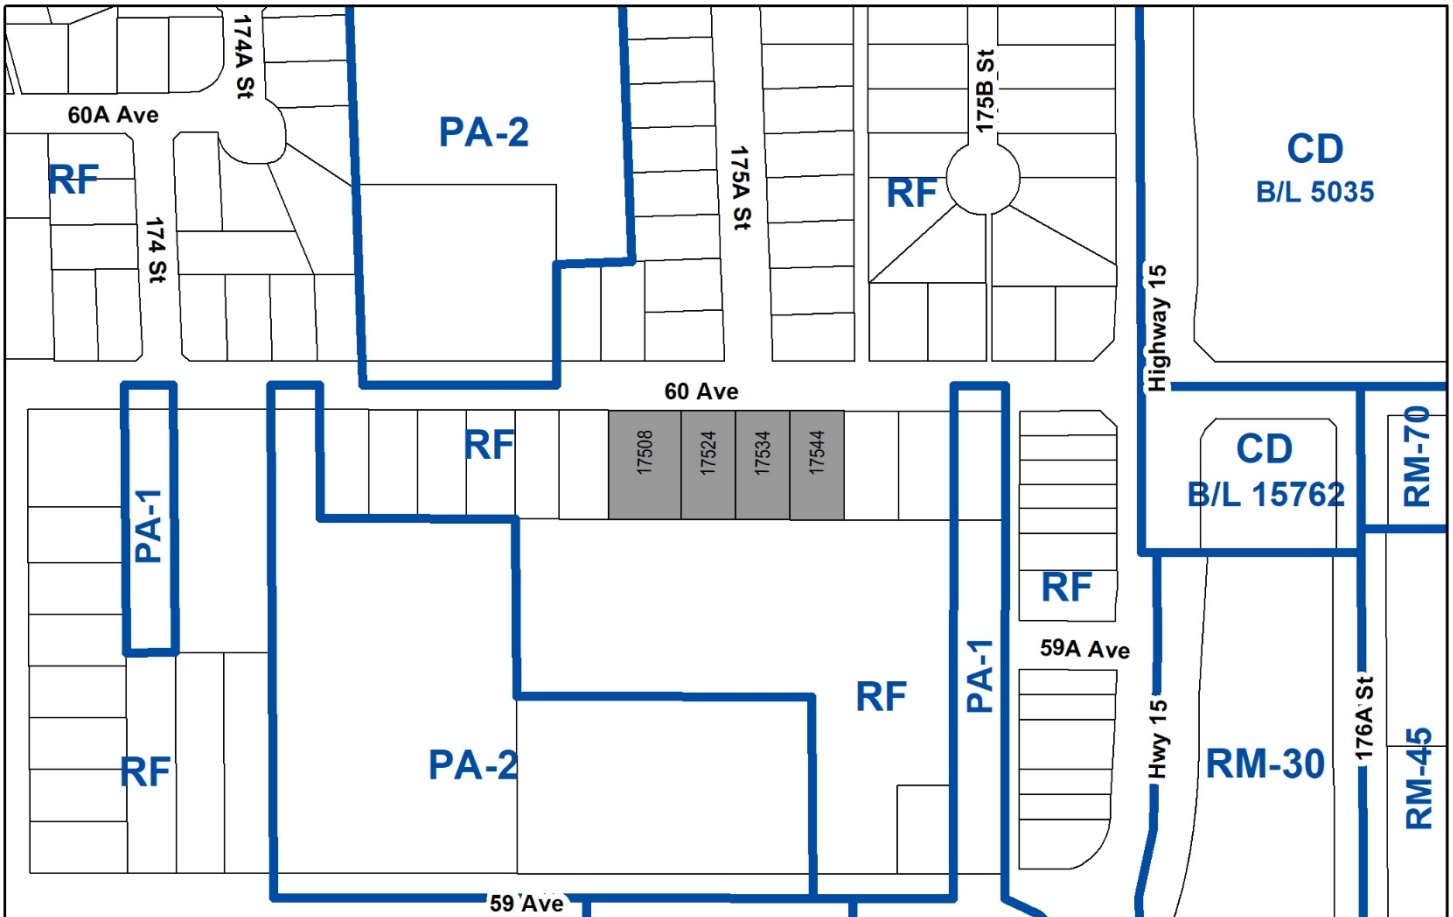 174A St
60A Ave
PA-2
175B St
CD
B/L 5035
RF
175A St
RF
174 St
Highway 15
60 Ave
RF
17508
17524
17534
17544
CD
B/L 15762
RM-70
PA-1
RF
59A Ave
PA-1
RF
Hwy 15
176A St
RF
PA-2
RM-30
RM-45
59 Ave